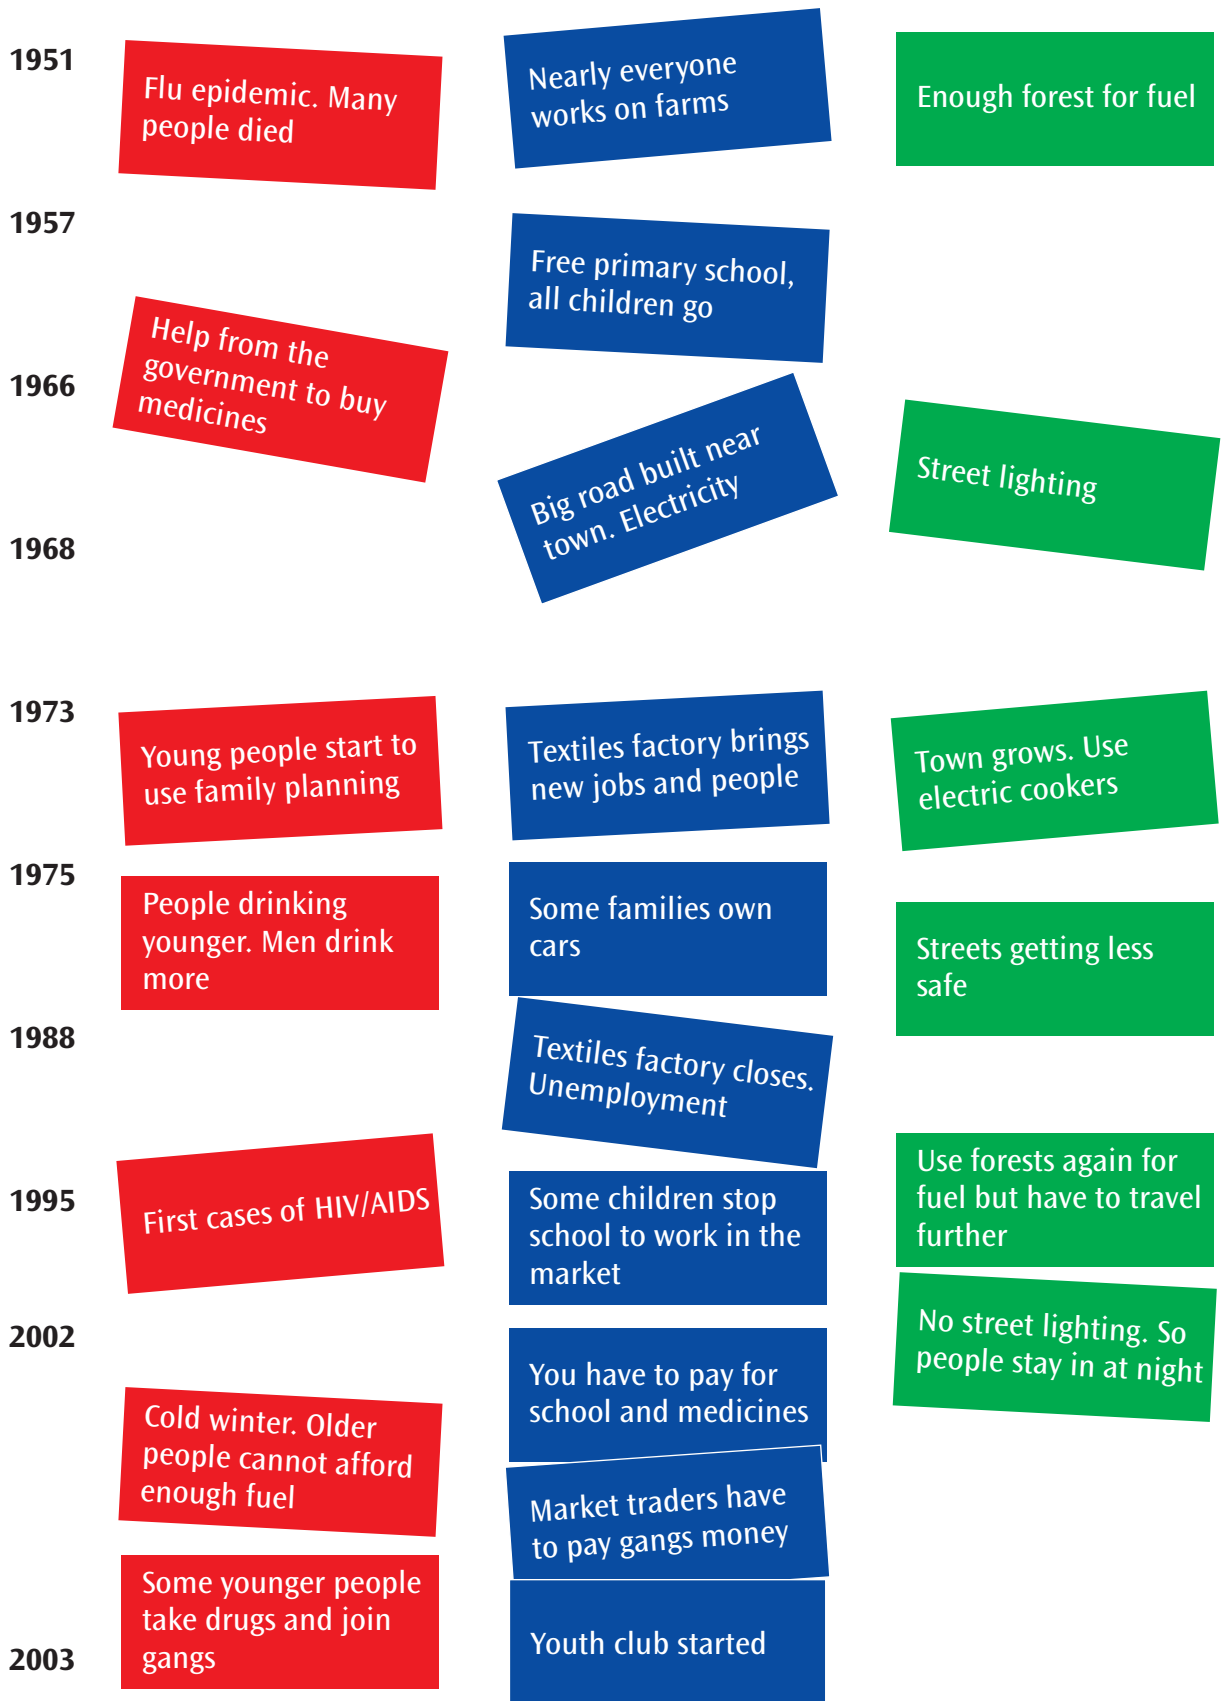 1951
Flu epidemic. Many
people died
Nearly everyone
works on farms
Enough forest for fuel
1957
Free primary school,
all children go
Help from the
government to buy
medicines
1966
Big road built near
town. Electricity
Street lighting
1968
1973
Young people start to
use family planning
Textiles factory brings
new jobs and people
Town grows. Use
electric cookers
1975
People drinking
younger. Men drink
more
Some families own
cars
Streets getting less
safe
1988
Textiles factory closes.
Unemployment
1995
First cases of HIV/AIDS
Some children stop
school to work in the
market
Use forests again for
fuel but have to travel
further
2002
No street lighting. So
people stay in at night
You have to pay for
school and medicines
Cold winter. Older
people cannot afford
enough fuel
Market traders have
to pay gangs money
Some younger people
take drugs and join
gangs
Youth club started
2003